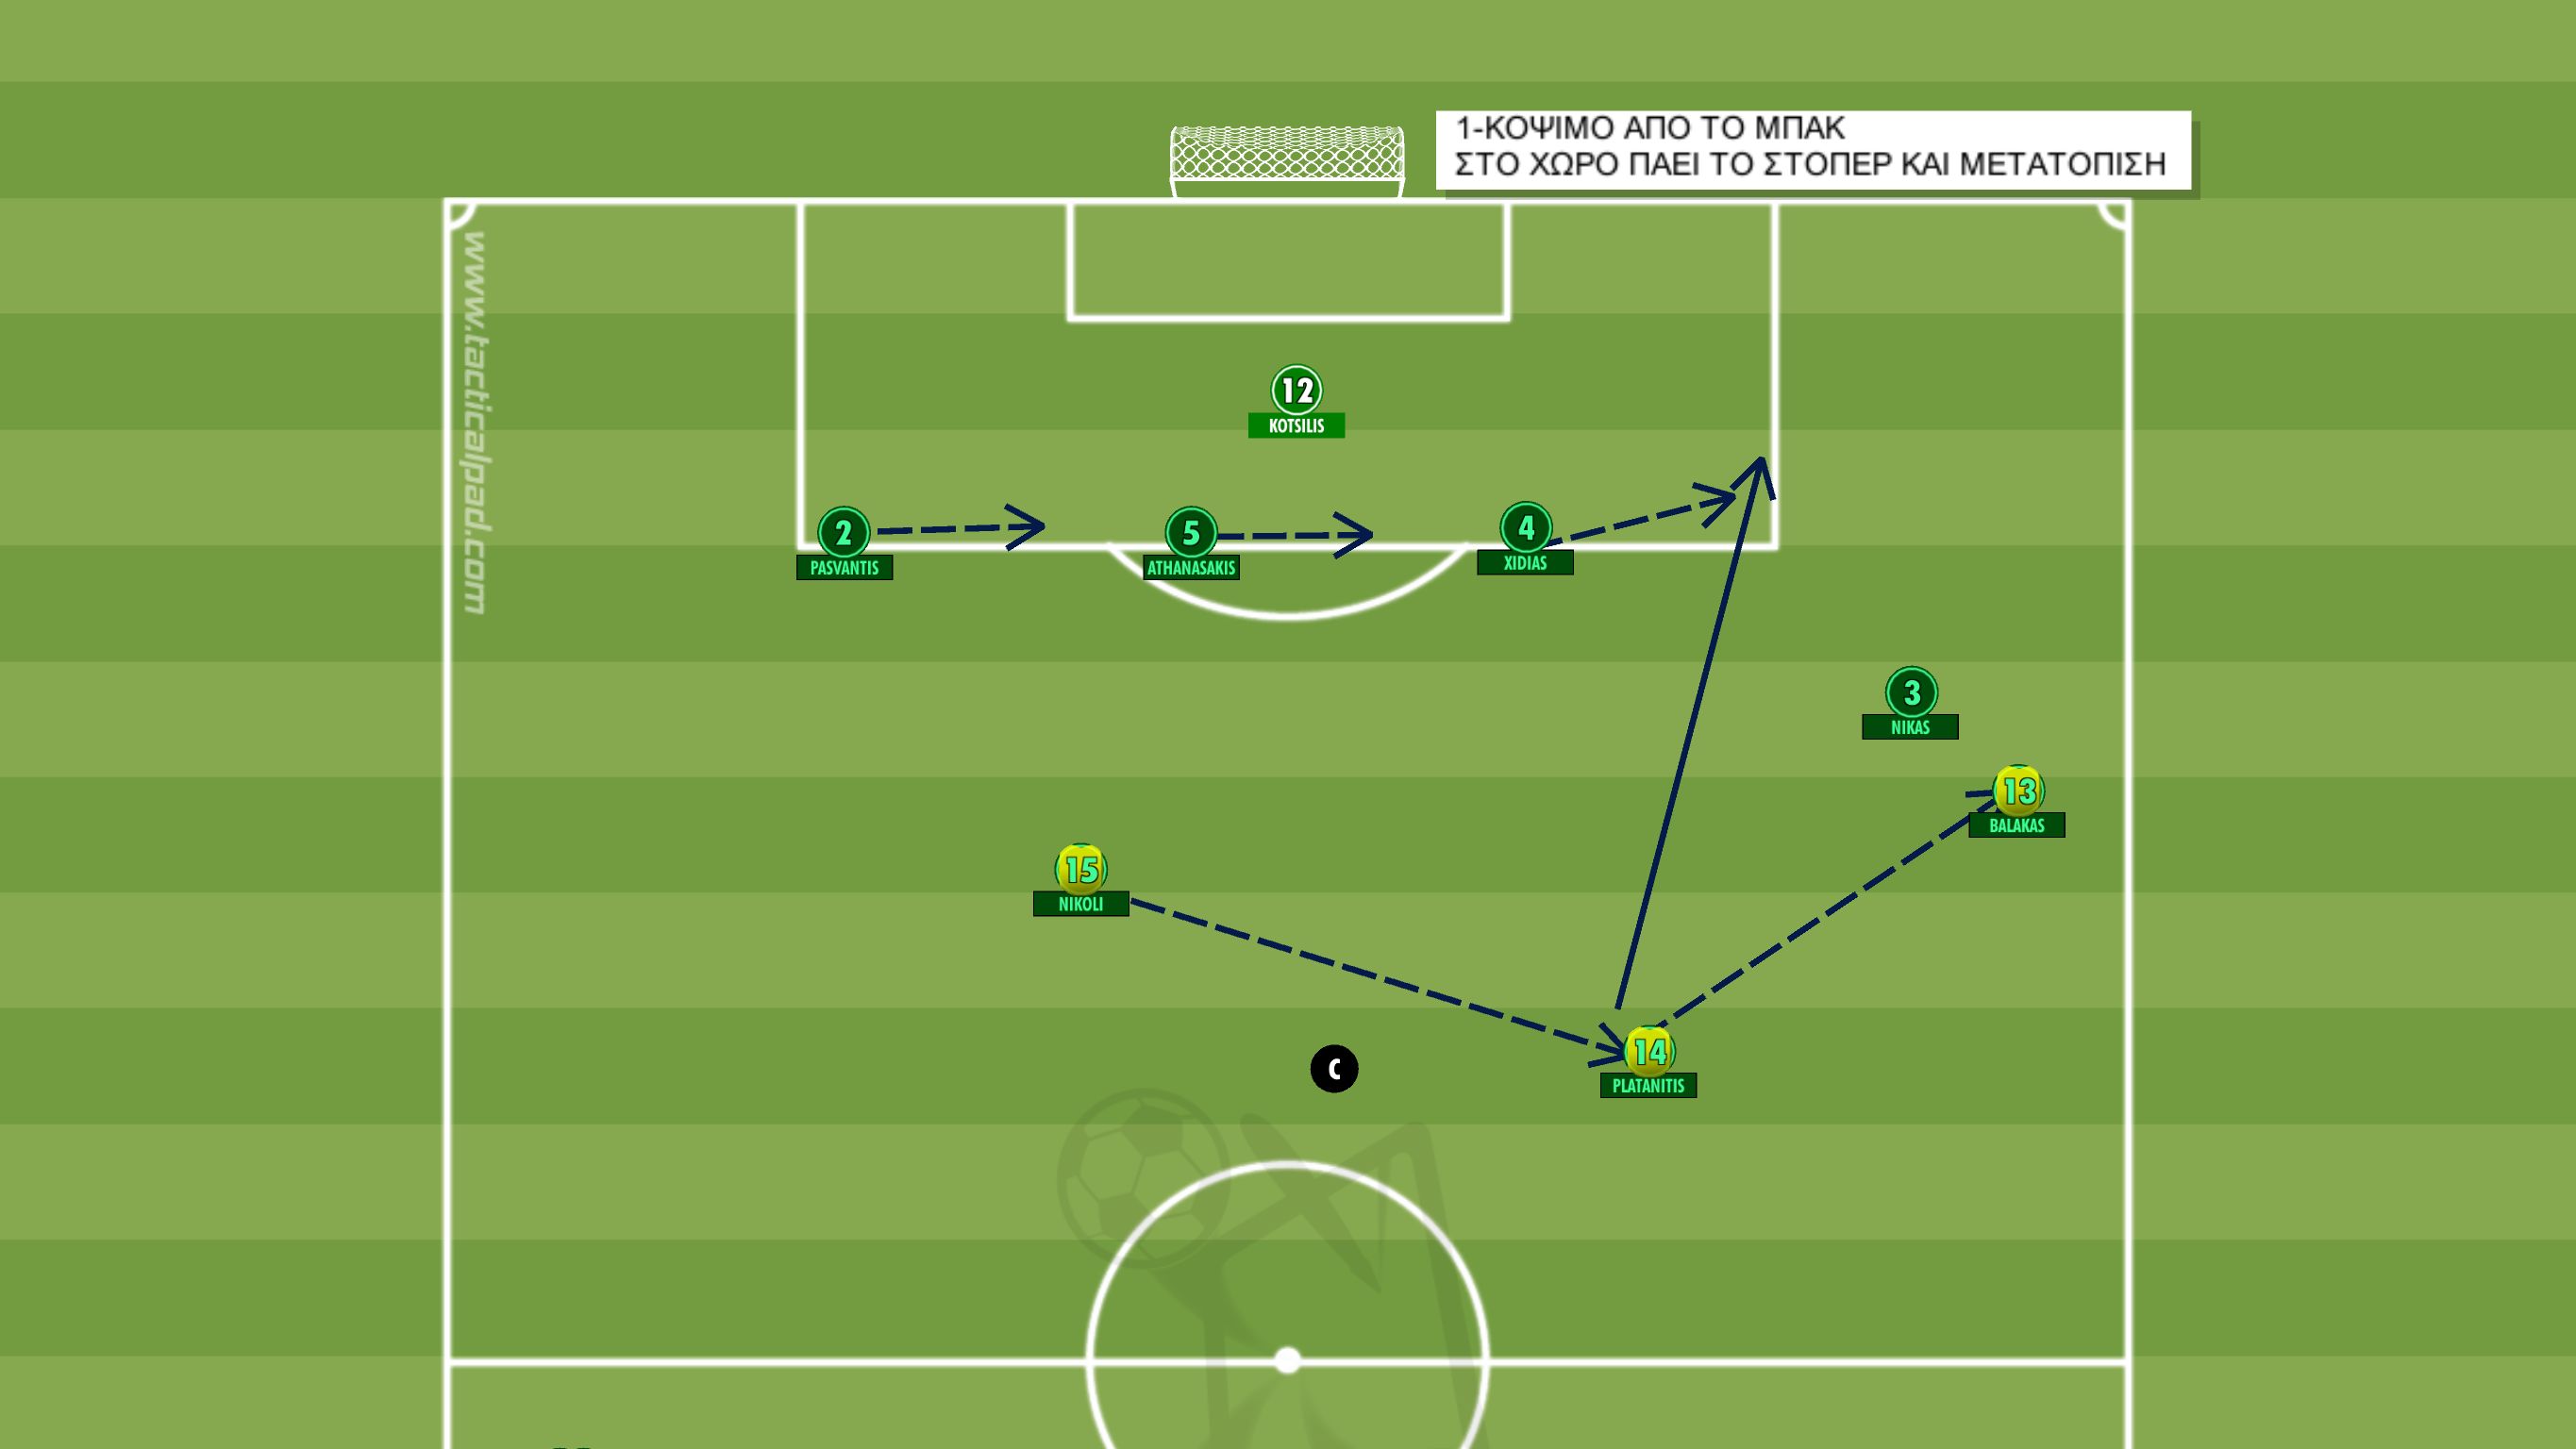 1-ΚΟΨΙΜΟ ΑΠΟ ΤΟ ΜΠΑΚ
ΣΤΟ ΧΩΡΟ ΠΑΕΙ ΤΟ ΣΤΟΠΕΡ ΚΑΙ ΜΕΤΑΤΟΠΙΣΗ
www.tacticalpad.com
12
KOTSILIS
2
PASVANTIS
5
ATHANASAKIS
4
XIDIAS
3
NIKAS
13
BALAKAS
15
NIKOLI
14
PLATANITIS
C